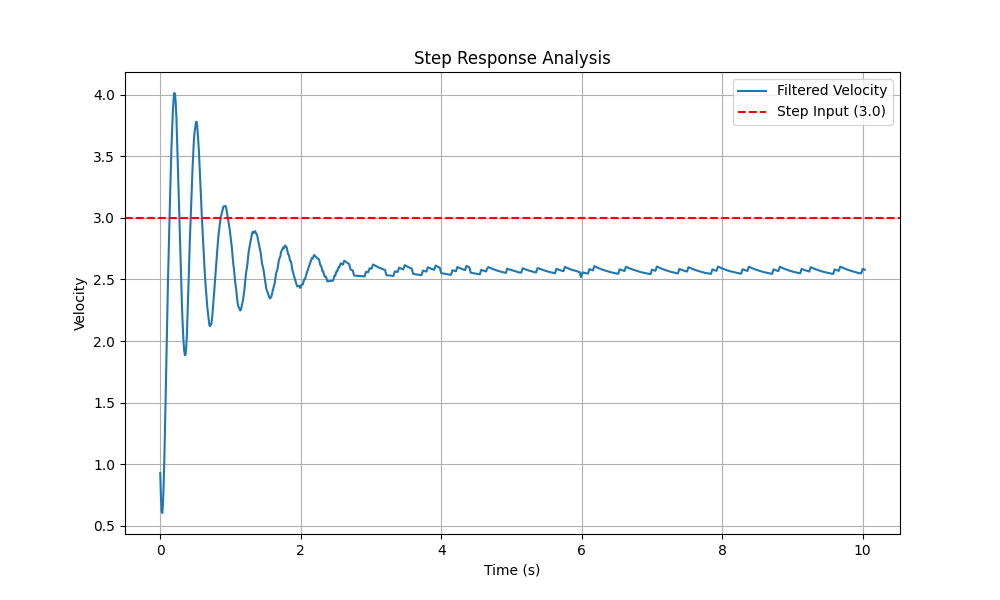 Step Response Analysis
Filtered Velocity
Step Input (3.0)
4.0
3.5
3.0
2.5
2.0
1.5
1.0
0.5
Velocity
0 2 4 6 8 10
Time (s)